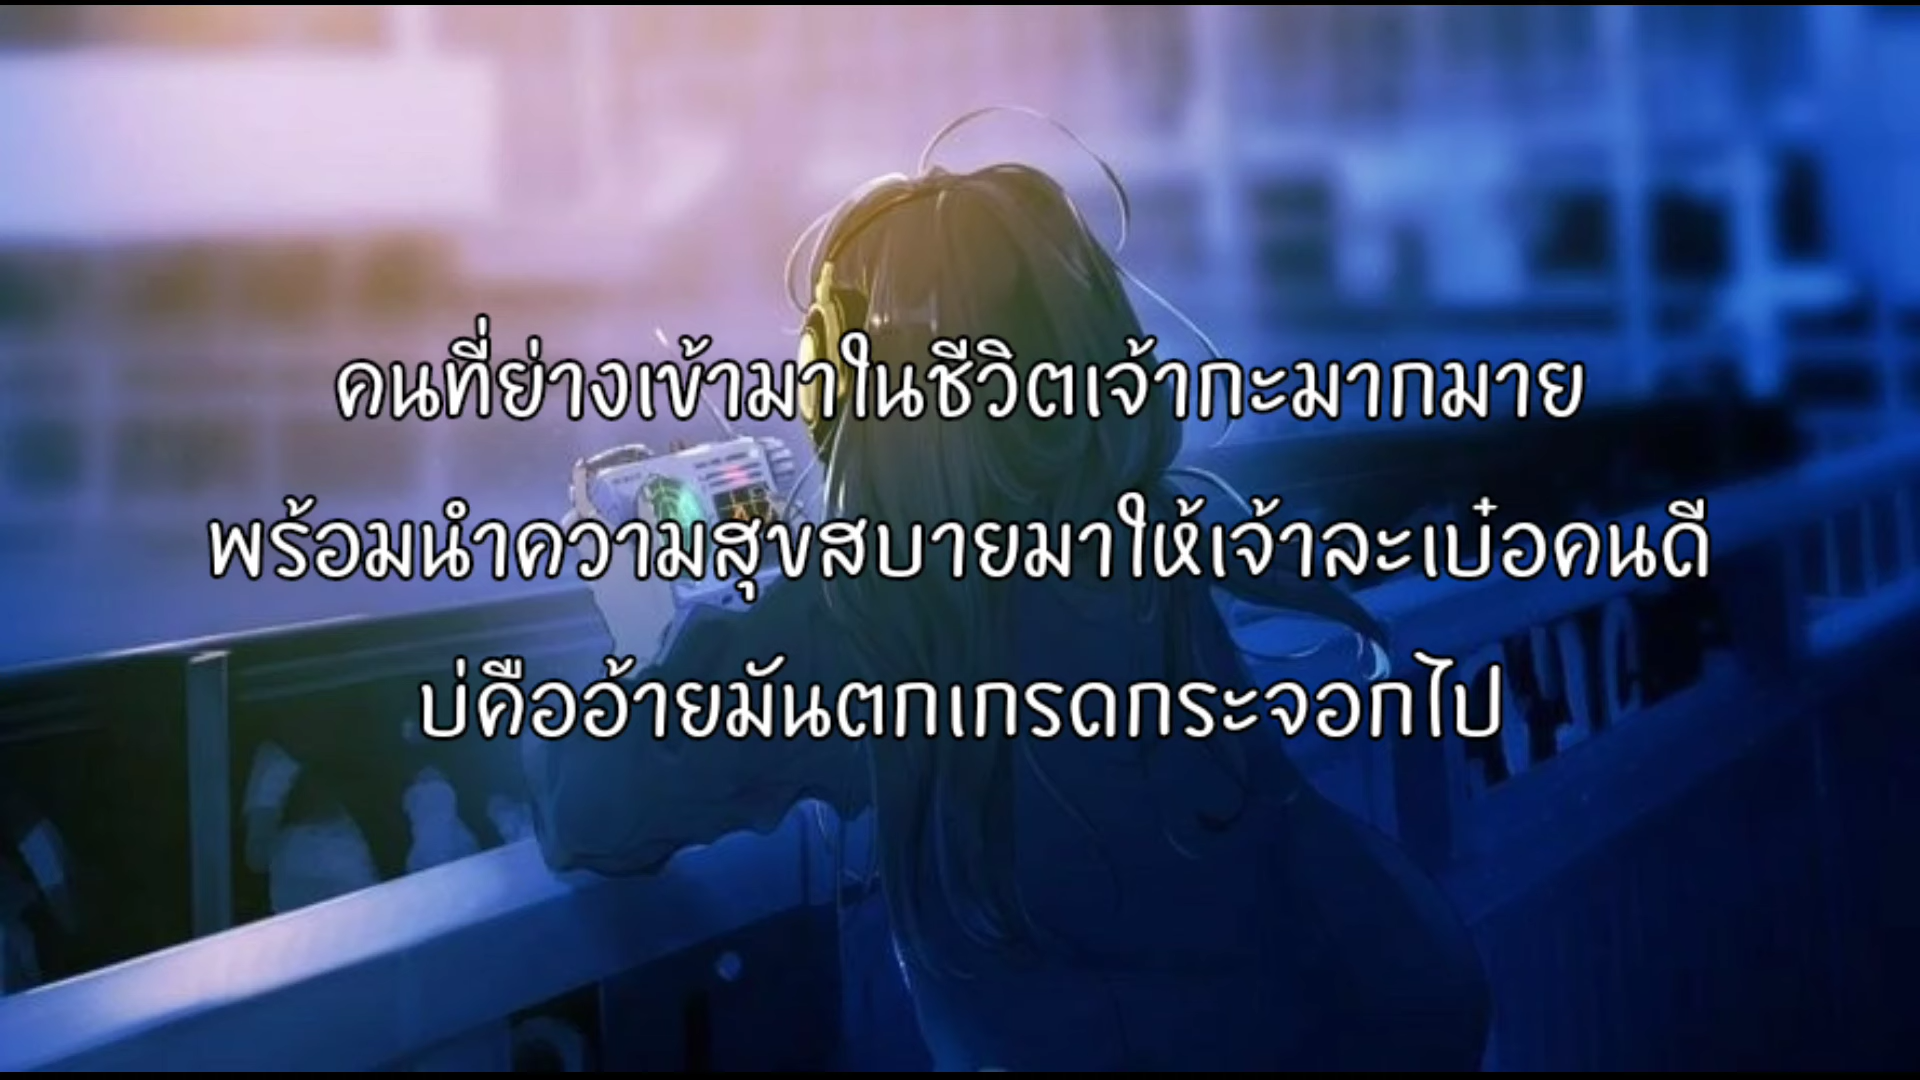 คนที่ย่างเข้ามาในชีวิตเจ้ากะมากมาย
พร้อมนำความสุขสบายมาให้เจ้าละเบ๋อคนดี
บ่คืออ้ายมันตกเกรดกระจอกไป